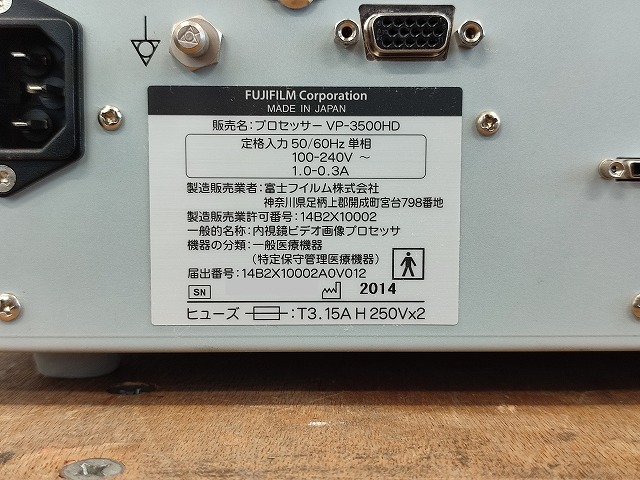 FUJIFILM Corporation
MADE IN JAPAN
販売名:プロセッサー VP-3500HD
定格入力 50/60Hz 単相
100-240V ～
1.0-0.3A
製造販売業者:富士フイルム株式会社
神奈川県足柄上郡開成町宮台798番地
製造販売業許可番号:14B2X10002
一般的名称:内視鏡ビデオ画像プロセッサ
機器の分類:一般医療機器
(特定保守管理医療機器)
届出番号:14B2X10002A0V012
SN 2014
ヒューズ :T3.15A H 250Vx2